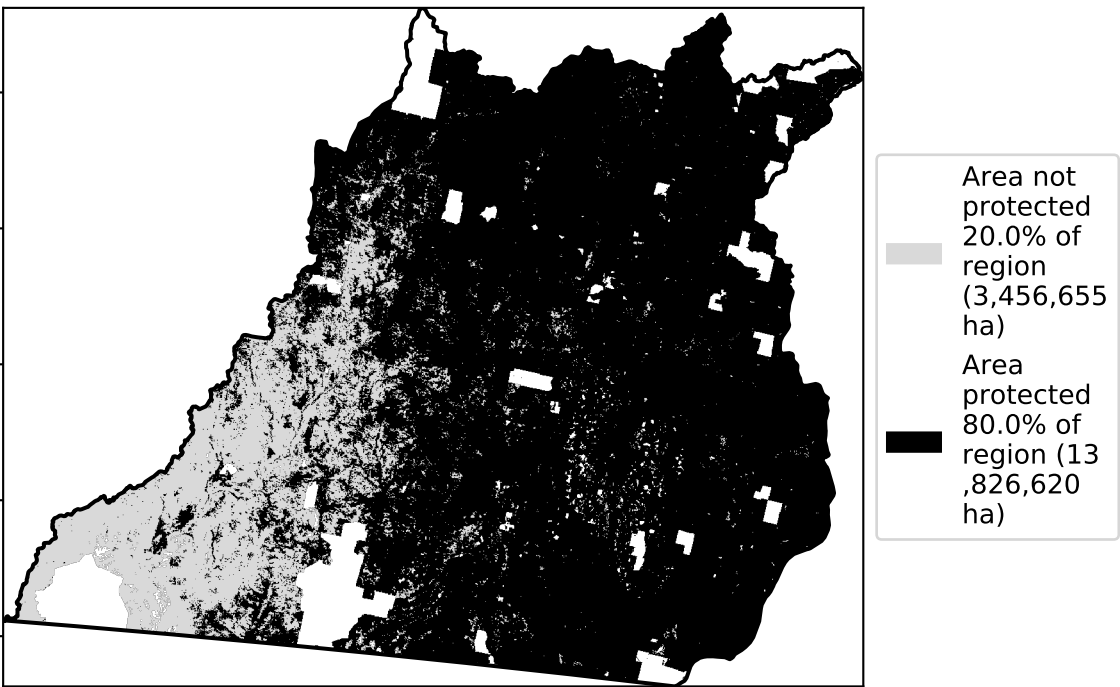 Area not
protected
20.0% of
region
(3,456,655
ha)
Area
protected
80.0% of
region (13
,826,620
ha)